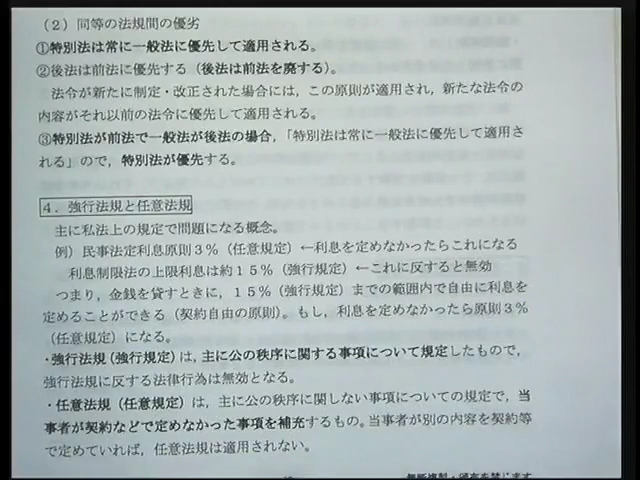 （2）同等の法規間の優劣
①特別法は常に一般法に優先して適用される。
②後法は前法に優先する（後法は前法を廃する）。
法令が新たに制定・改正された場合には，この原則が適用され，新たな法令の
内容がそれ以前の法令に優先して適用される。
③特別法が前法で一般法が後法の場合，「特別法は常に一般法に優先して適用さ
れる」ので，特別法が優先する。
4．強行法規と任意法規
主に私法上の規定で問題になる概念。
例）民事法定利息原則３％（任意規定）←利息を定めなかったらこれになる
利息制限法の上限利息は約１５％（強行規定）←これに反すると無効
つまり，金銭を貸すときに，１５％（強行規定）までの範囲内で自由に利息を
定めることができる（契約自由の原則）。もし，利息を定めなかったら原則３％
（任意規定）になる。
・強行法規（強行規定）は，主に公の秩序に関する事項について規定したもので，
強行法規に反する法律行為は無効となる。
・任意法規（任意規定）は，主に公の秩序に関しない事項についての規定で，当
事者が契約などで定めなかった事項を補充するもの。当事者が別の内容を契約等
で定めていれば，任意法規は適用されない。
無断複製・頒布を禁じます